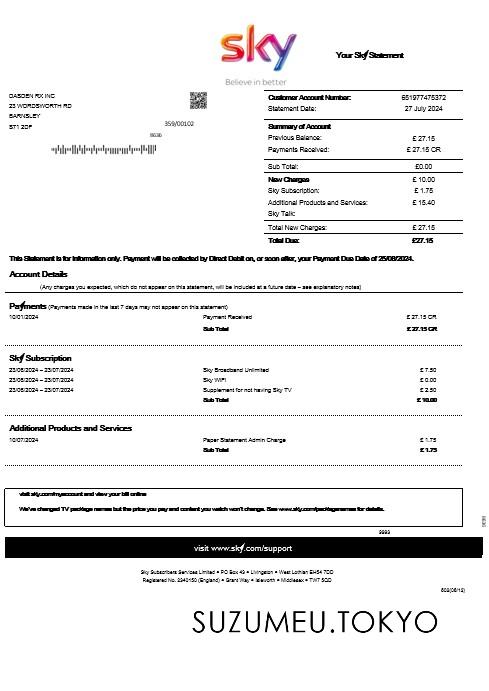 sky
Believe in better
Your Sky Statement
DASDEN RX INC
23 WORDSWORTH RD
BARNSLEY
S71 2DF
359/00102
Customer Account Number: 651977475372
Statement Date: 27 July 2024
Summary of Account
Previous Balance: £ 27.15
Payments Received: £ 27.15 CR
Sub Total: £0.00
New Charges £ 10.00
Sky Subscription: £ 1.75
Additional Products and Services: £ 15.40
Sky Talk:
Total New Charges: £ 27.15
Total Due: £27.15
This Statement is for information only. Payment will be collected by Direct Debit on, or soon after, your Payment Due Date of 25/08/2024.
Account Details
(Any charges you expected, which do not appear on this statement, will be included at a future date – see explanatory notes)
Payments (Payments made in the last 7 days may not appear on this statement)
10/01/2024 Payment Received £ 27.15 CR
Sub Total £ 27.15 CR
Sky Subscription
23/06/2024 – 23/07/2024 Sky Broadband Unlimited £ 7.50
23/06/2024 – 23/07/2024 Sky WIFI £ 0.00
23/06/2024 – 23/07/2024 Supplement for not having Sky TV £ 2.50
Sub Total £ 10.00
Additional Products and Services
10/07/2024 Paper Statement Admin Charge £ 1.75
Sub Total £ 1.75
visit sky.com/myaccount and view your bill online
We've changed TV package names but the price you pay and content you watch won't change. See www.sky.com/packagenames for details.
visit www.sky.com/support
Sky Subscribers Services Limited • PO Box 43 • Livingston • West Lothian EH54 7DD
Registered No. 2340150 (England) • Grant Way • Isleworth • Middlesex • TW7 5QD
SUZUMEU.TOKYO